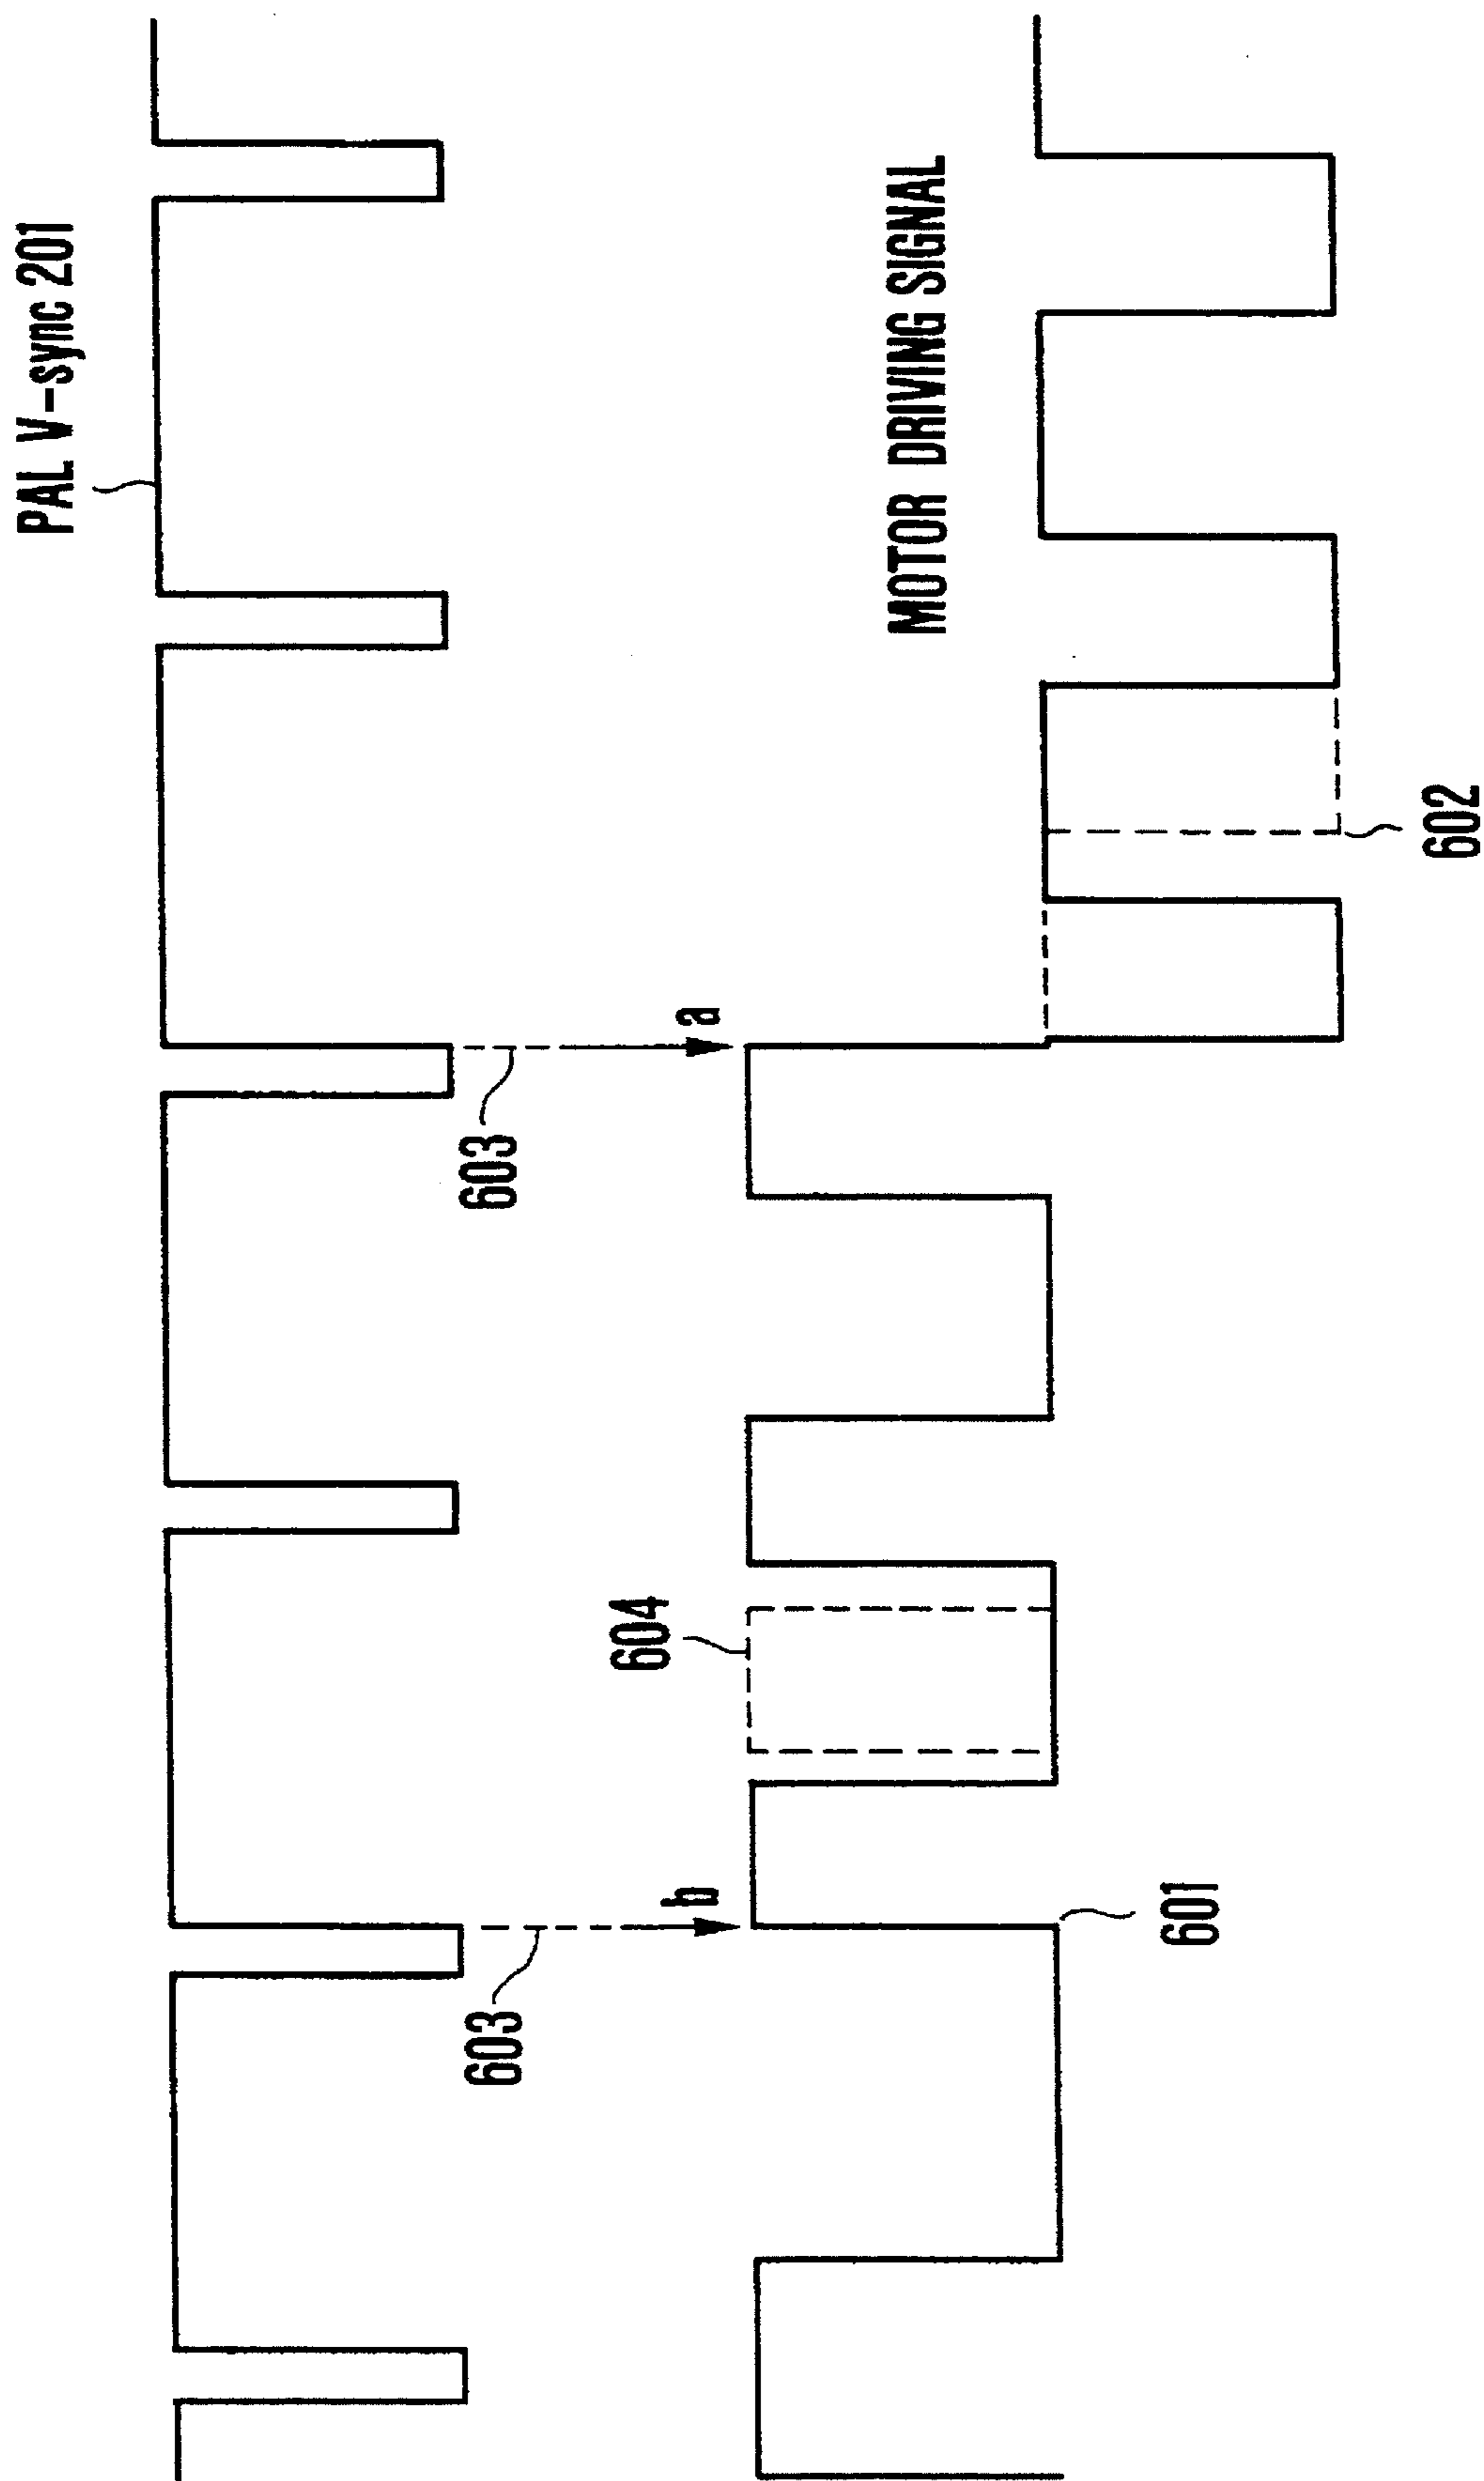 PAL V-sync 201
603
a
603
b
604
601
MOTOR DRIVING SIGNAL
602